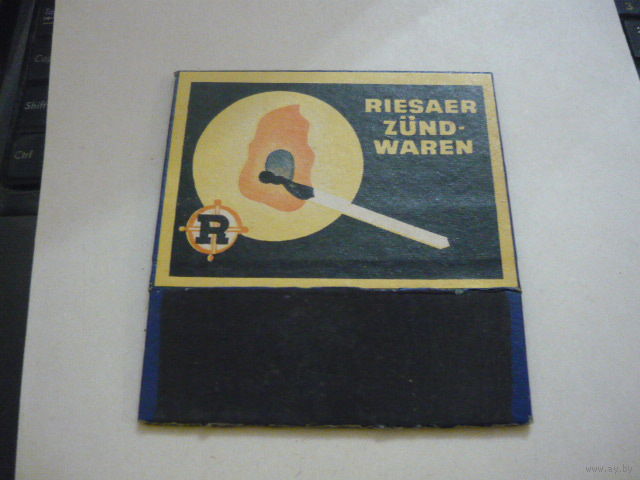 RIESAER
ZÜND-
WAREN
R
Shift
Ctrl
www.ay.by